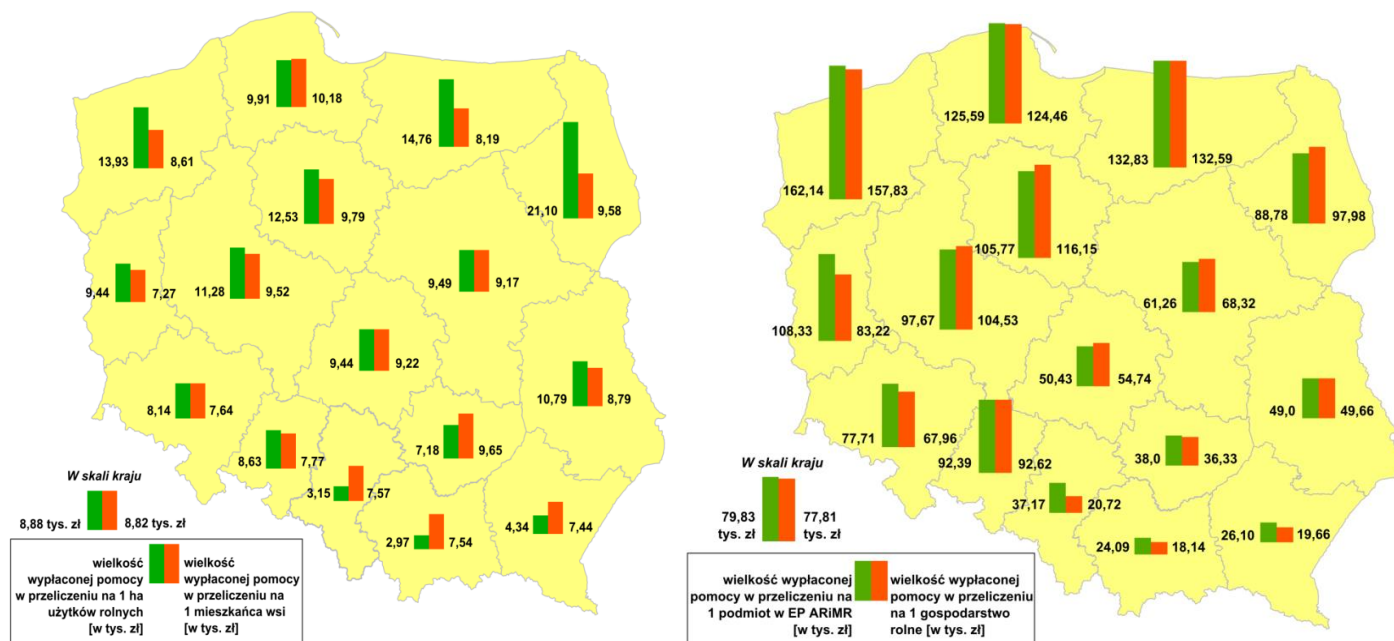 9,91 10,18
14,76 8,19
13,93 8,61
12,53 9,79
21,10 9,58
9,44 7,27
11,28 9,52
9,49 9,17
9,44 9,22
10,79 8,79
8,14 7,64
7,18 9,65
8,63 7,77
3,15 7,57
4,34 7,44
2,97 7,54
W skali kraju
8,88 tys. zł 8,82 tys. zł
wielkość
wypłaconej pomocy
w przeliczeniu na 1 ha
użytków rolnych
[w tys. zł]
wielkość
wypłaconej pomocy
w przeliczeniu na
1 mieszkańca wsi
[w tys. zł]
125,59 124,46
132,83 132,59
162,14 157,83
88,78 97,98
105,77 116,15
61,26 68,32
97,67 104,53
108,33 83,22
50,43 54,74
49,0 49,66
77,71 67,96
92,39 92,62
38,0 36,33
37,17 20,72
26,10 19,66
24,09 18,14
W skali kraju
79,83
tys. zł
77,81
tys. zł
wielkość wypłaconej
pomocy w przeliczeniu na
1 podmiot w EP ARiMR
[w tys. zł]
wielkość wypłaconej
pomocy w przeliczeniu
na 1 gospodarstwo
rolne [w tys. zł]